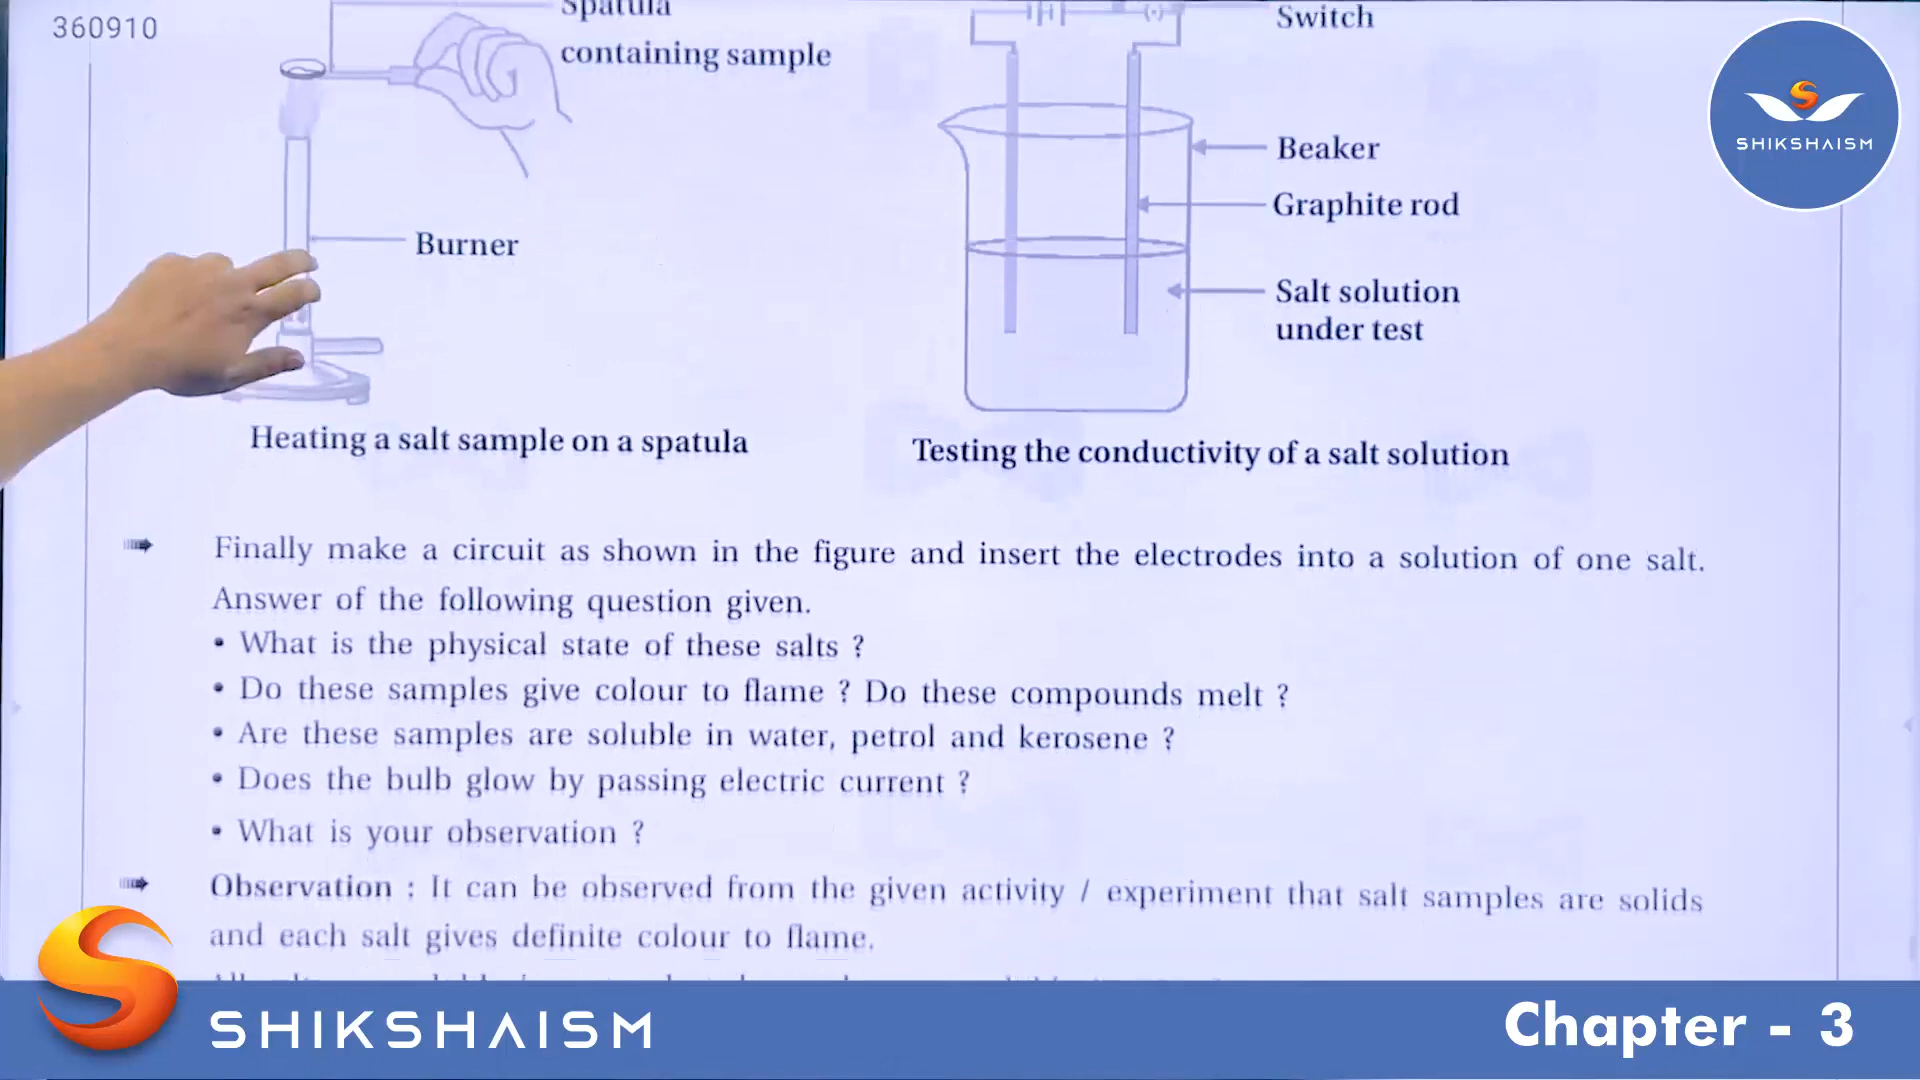 360910
Spatula
containing sample
Burner
Heating a salt sample on a spatula
Switch
Beaker
Graphite rod
Salt solution
under test
Testing the conductivity of a salt solution
SHIKSHAISM
Finally make a circuit as shown in the figure and insert the electrodes into a solution of one salt.
Answer of the following question given.
• What is the physical state of these salts ?
• Do these samples give colour to flame ? Do these compounds melt ?
• Are these samples are soluble in water, petrol and kerosene ?
• Does the bulb glow by passing electric current ?
• What is your observation ?
Observation : It can be observed from the given activity / experiment that salt samples are solids
and each salt gives definite colour to flame.
SHIKSHAISM
Chapter - 3